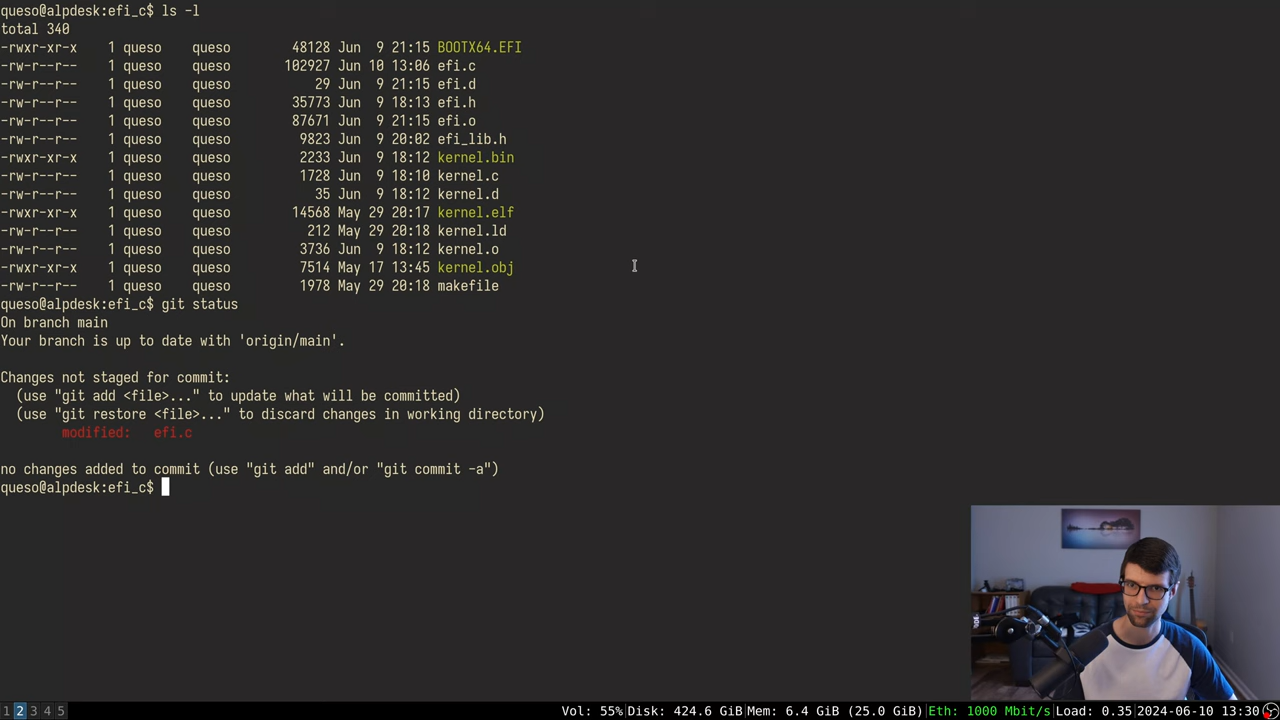 queso@alpdesk:efi_c$ ls -l
total 340
-rwxr-xr-x    1 queso    queso        48128 Jun  9 21:15 BOOTX64.EFI
-rw-r--r--    1 queso    queso       102927 Jun 10 13:06 efi.c
-rw-r--r--    1 queso    queso           29 Jun  9 21:15 efi.d
-rw-r--r--    1 queso    queso        35773 Jun  9 18:13 efi.h
-rw-r--r--    1 queso    queso        87671 Jun  9 21:15 efi.o
-rw-r--r--    1 queso    queso         9823 Jun  9 20:02 efi_lib.h
-rwxr-xr-x    1 queso    queso         2233 Jun  9 18:12 kernel.bin
-rw-r--r--    1 queso    queso         1728 Jun  9 18:10 kernel.c
-rw-r--r--    1 queso    queso           35 Jun  9 18:12 kernel.d
-rwxr-xr-x    1 queso    queso        14568 May 29 20:17 kernel.elf
-rw-r--r--    1 queso    queso          212 May 29 20:18 kernel.ld
-rw-r--r--    1 queso    queso         3736 Jun  9 18:12 kernel.o
-rwxr-xr-x    1 queso    queso         7514 May 17 13:45 kernel.obj
-rw-r--r--    1 queso    queso         1978 May 29 20:18 makefile
queso@alpdesk:efi_c$ git status
On branch main
Your branch is up to date with 'origin/main'.
Changes not staged for commit:
  (use "git add <file>..." to update what will be committed)
  (use "git restore <file>..." to discard changes in working directory)
        modified:   efi.c
no changes added to commit (use "git add" and/or "git commit -a")
queso@alpdesk:efi_c$
1 2 3 4 5 Vol: 55%|Disk: 424.6 GiB|Mem: 6.4 GiB (25.0 GiB)|Eth: 1000 Mbit/s|Load: 0.35|2024-06-10 13:30